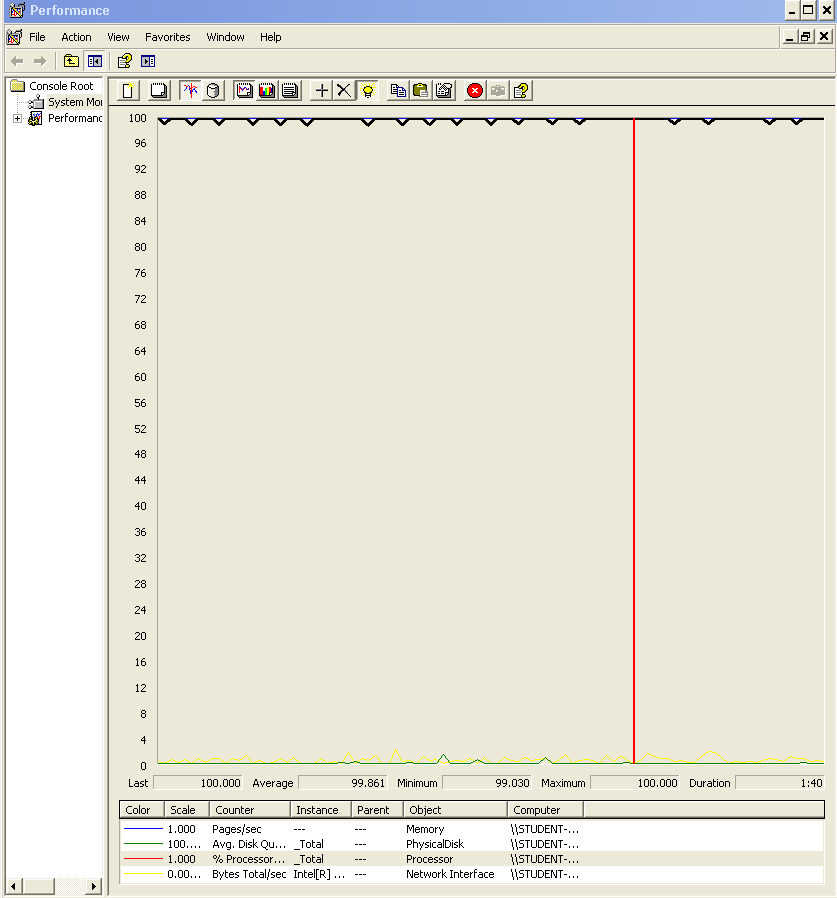 Performance
File Action View Favorites Window Help
Console Root
System Mor
Performanc
100
96
92
88
84
80
76
72
68
64
60
56
52
48
44
40
36
32
28
24
20
16
12
8
4
0
Last 100.000 Average 99.861 Minimum 99.030 Maximum 100.000 Duration 1:40
Color Scale Counter Instance Parent Object Computer
1.000 Pages/sec --- --- Memory \\STUDENT-...
100.... Avg. Disk Qu... _Total --- PhysicalDisk \\STUDENT-...
1.000 % Processor... _Total --- Processor \\STUDENT-...
0.00... Bytes Total/sec Intel[R] ... --- Network Interface \\STUDENT-...